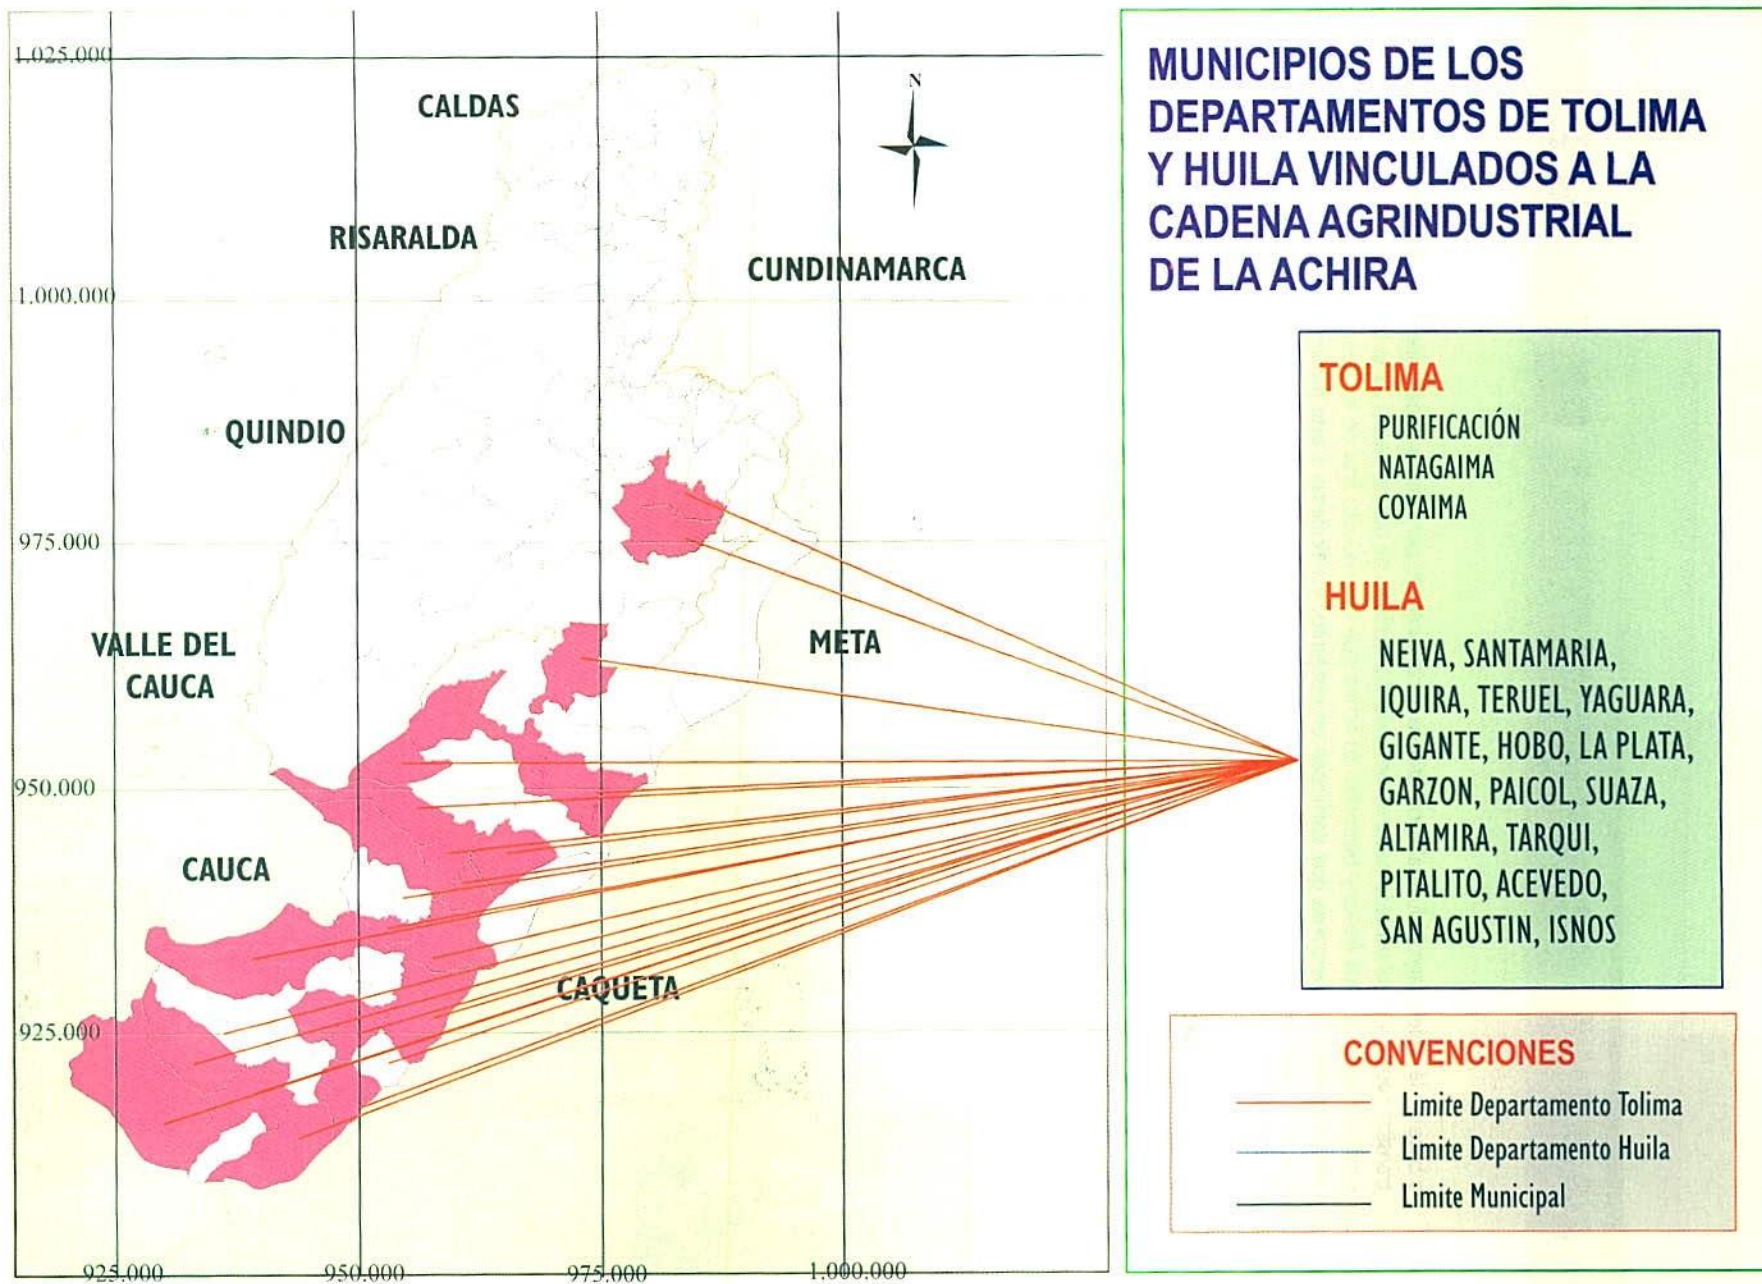 1.025.000
CALDAS
N
RISARALDA
CUNDINAMARCA
1.000.000
QUINDIO
975.000
VALLE DEL
CAUCA
META
950.000
CAUCA
CAQUETA
925.000
925.000
950.000
975.000
1.000.000
MUNICIPIOS DE LOS
DEPARTAMENTOS DE TOLIMA
Y HUILA VINCULADOS A LA
CADENA AGRINDUSTRIAL
DE LA ACHIRA
TOLIMA
PURIFICACIÓN
NATAGAIMA
COYAIMA
HUILA
NEIVA, SANTAMARIA,
IQUIRA, TERUEL, YAGUARA,
GIGANTE, HOBO, LA PLATA,
GARZON, PAICOL, SUAZA,
ALTAMIRA, TARQUI,
PITALITO, ACEVEDO,
SAN AGUSTIN, ISNOS
CONVENCIONES
Limite Departamento Tolima
Limite Departamento Huila
Limite Municipal